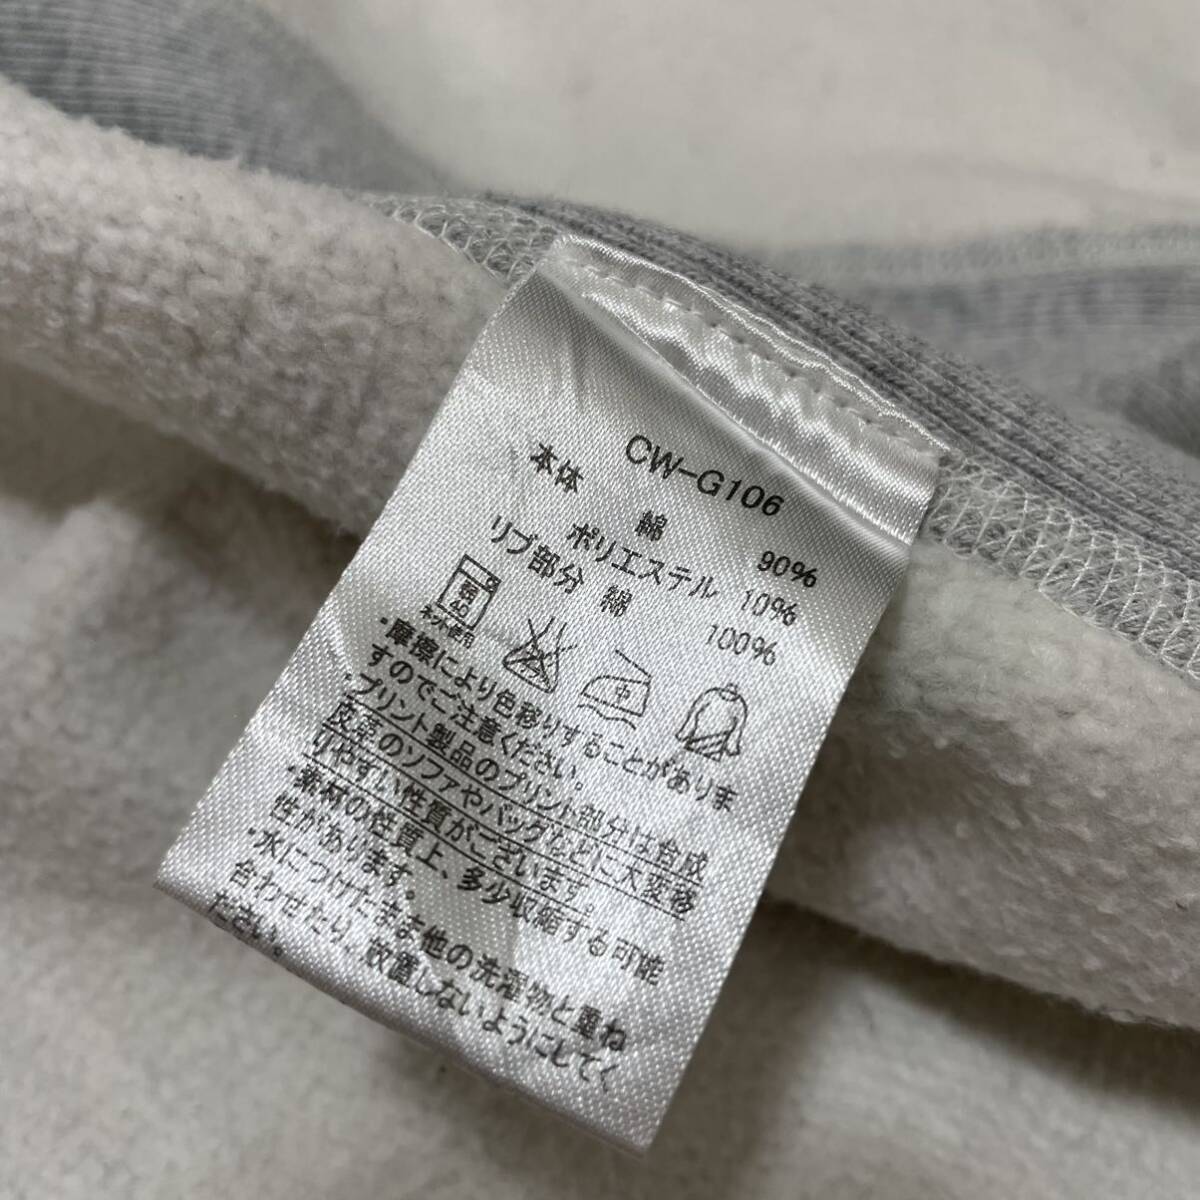 CW-G106
本体 綿 90%
ポリエステル 10%
リブ部分 綿 100%
弱 40
ネット使用
中
・摩擦により色移りすることがありま
すのでご注意ください。
・プリント製品のプリント部分は合成
皮革のソファやバッグなどに大変移
りやすい性質がございます。
・素材の性質上、多少収縮する可能
性があります。
・水につけたまま他の洗濯物と重ね
合わせたり、放置しないようにしてく
ださい。